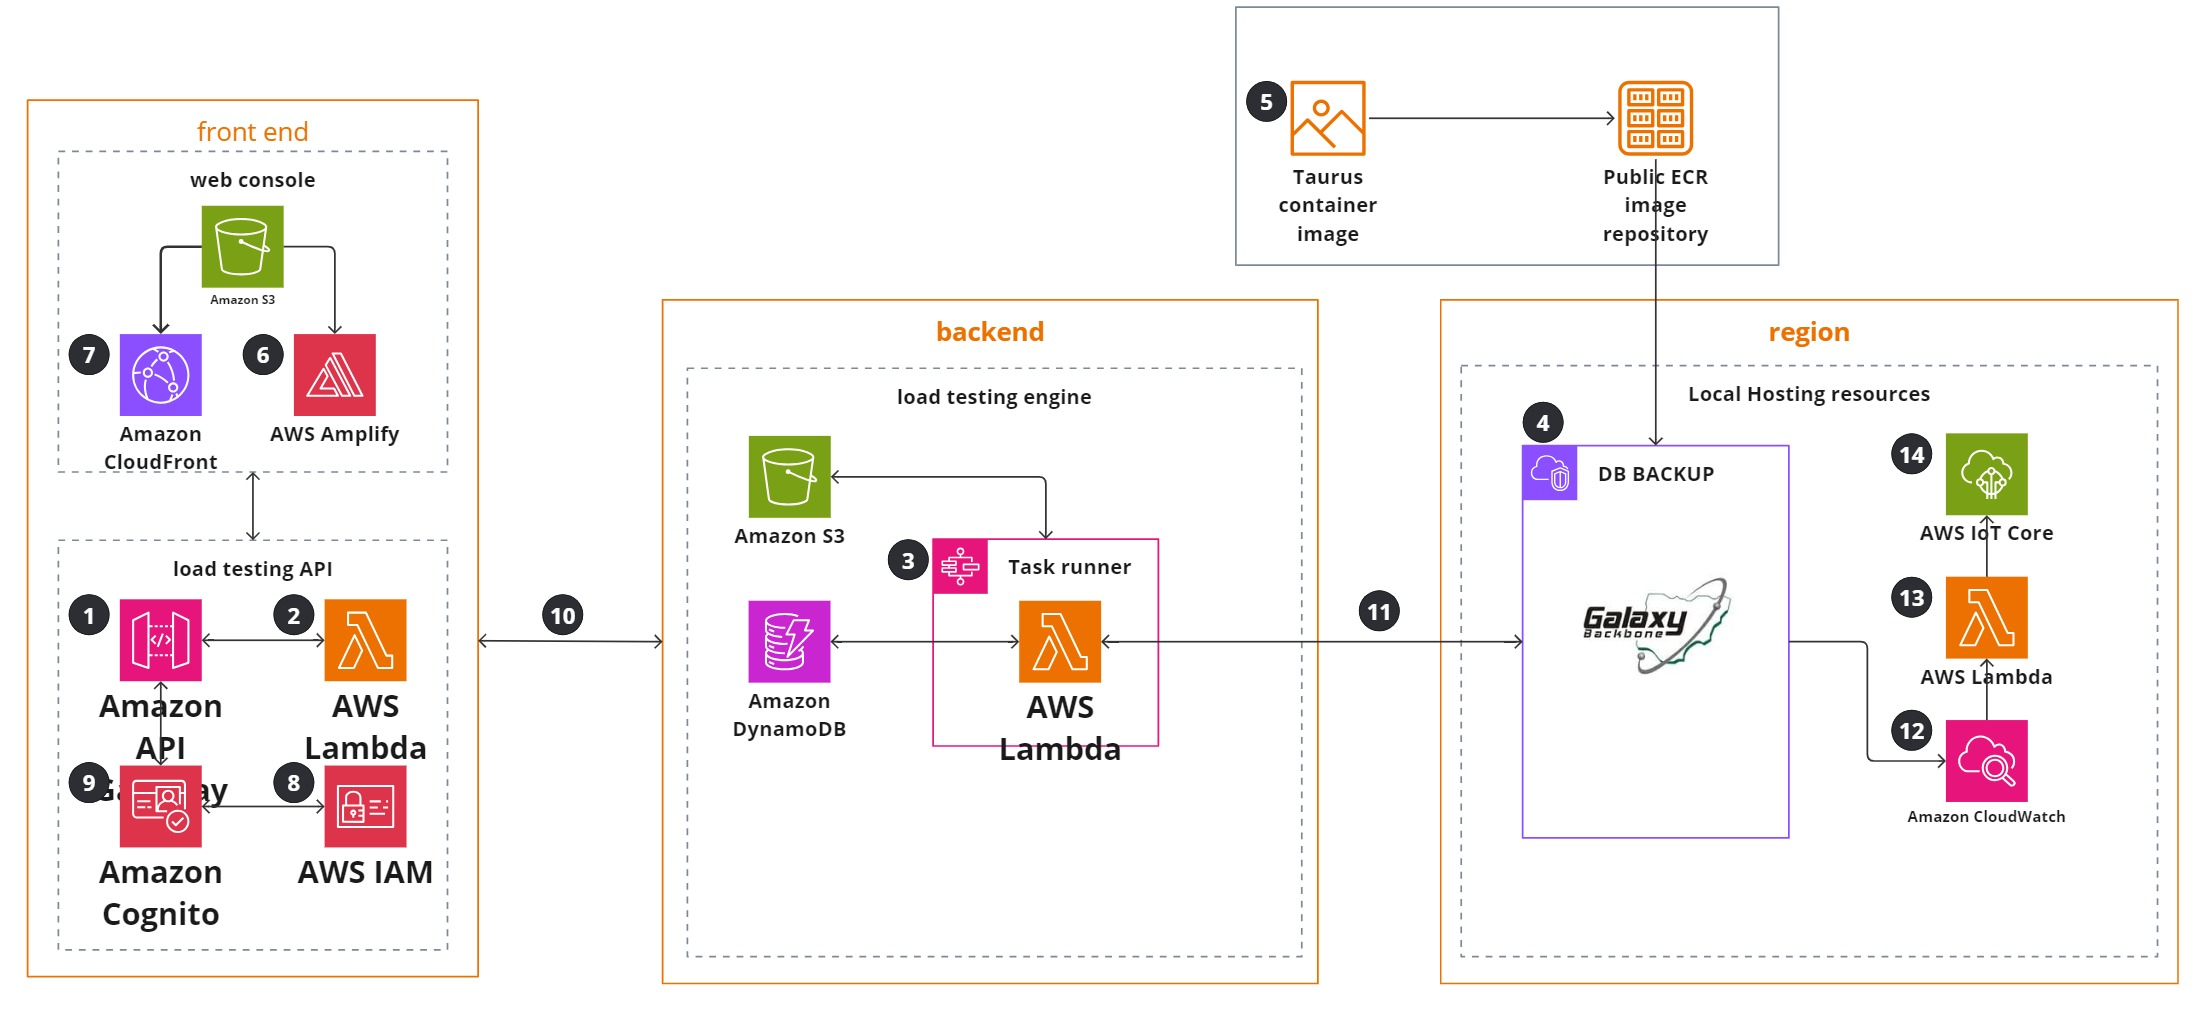 5
Taurus
container
image
Public ECR
image
repository
front end
web console
Amazon S3
7
Amazon
CloudFront
6
AWS Amplify
load testing API
1
Amazon
API
Gateway
2
AWS
Lambda
9
Amazon
Cognito
8
AWS IAM
10
backend
load testing engine
Amazon S3
3
Task runner
Amazon
DynamoDB
AWS
Lambda
11
region
Local Hosting resources
4
DB BACKUP
Galaxy
Backbone
14
AWS IoT Core
13
AWS Lambda
12
Amazon CloudWatch